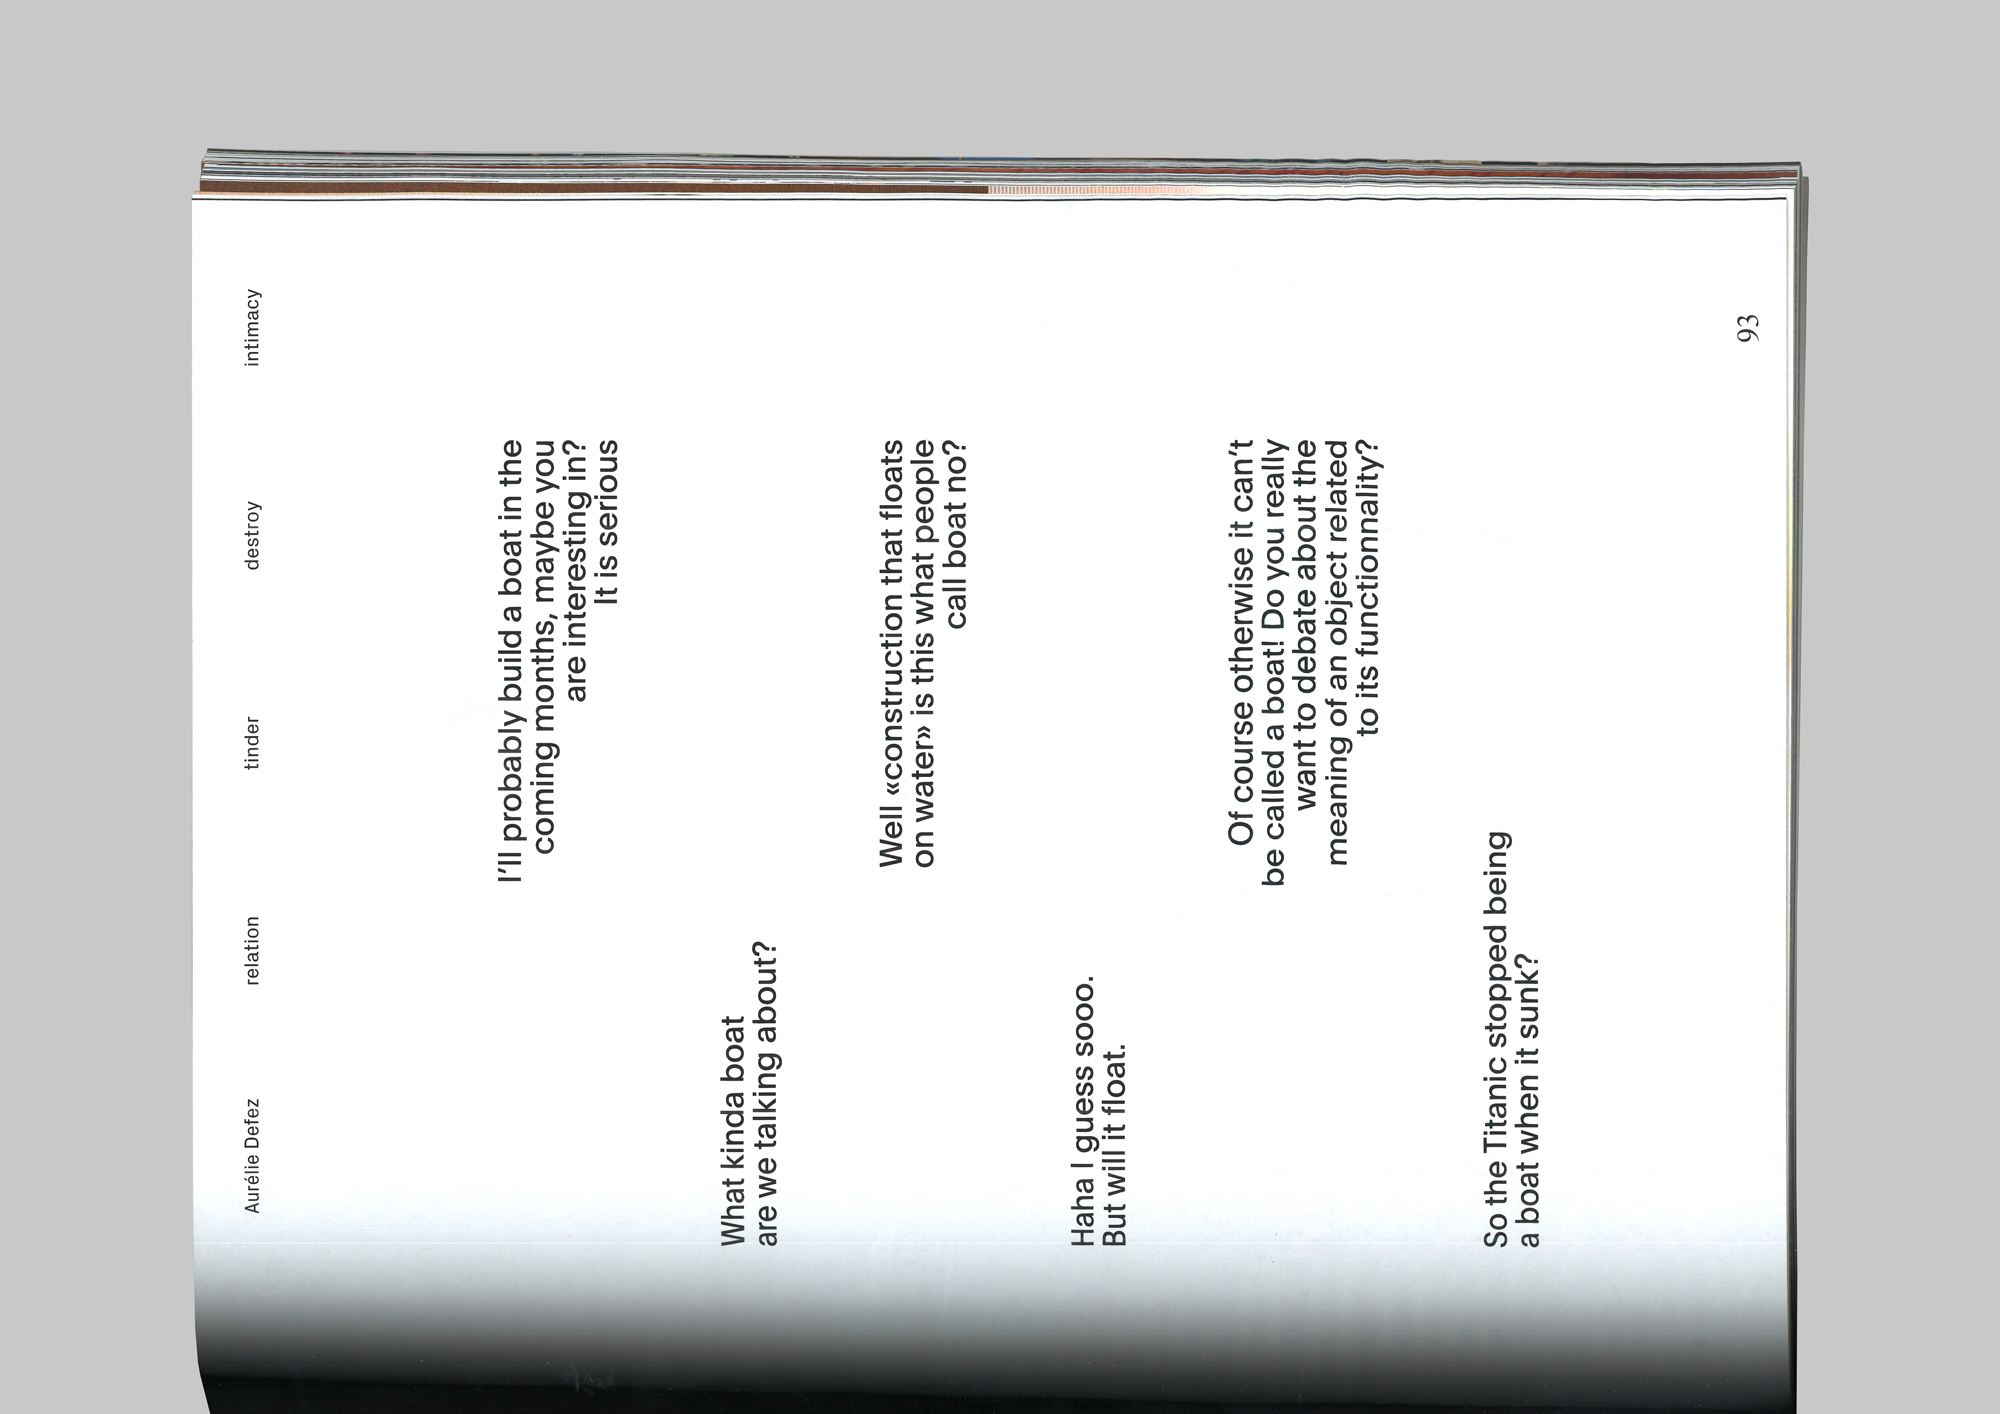 Aurélie Defez relation tinder destroy intimacy
I'll probably build a boat in the
coming months, maybe you
are interesting in?
It is serious
What kinda boat
are we talking about?
Well «construction that floats
on water» is this what people
call boat no?
Haha I guess sooo.
But will it float.
Of course otherwise it can't
be called a boat! Do you really
want to debate about the
meaning of an object related
to its functionnality?
So the Titanic stopped being
a boat when it sunk?
93